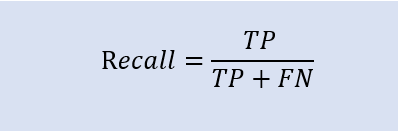 Recall = TP / (TP + FN)